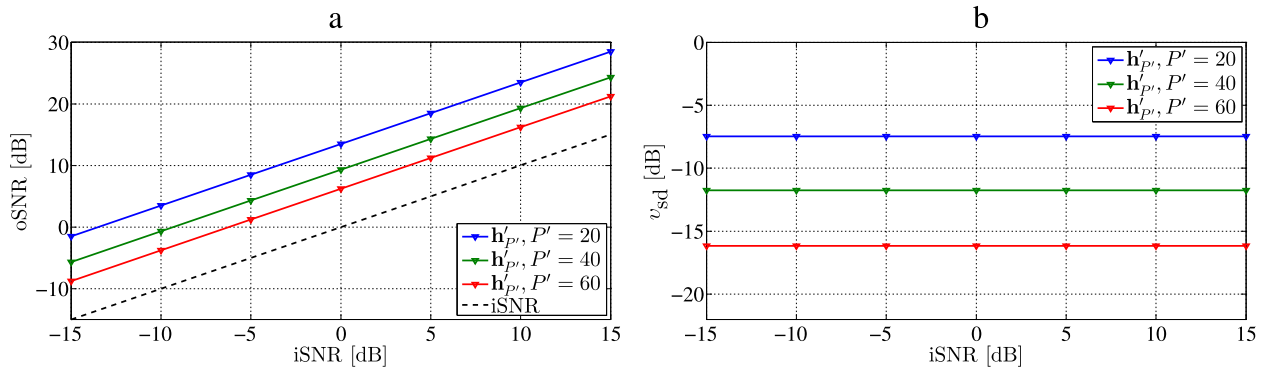 a
30
20
10
0
−10
oSNR [dB]
−15 −10 −5 0 5 10 15
iSNR [dB]
h′P′, P′ = 20
h′P′, P′ = 40
h′P′, P′ = 60
iSNR
b
0
−5
−10
−15
−20
vsd [dB]
−15 −10 −5 0 5 10 15
iSNR [dB]
h′P′, P′ = 20
h′P′, P′ = 40
h′P′, P′ = 60